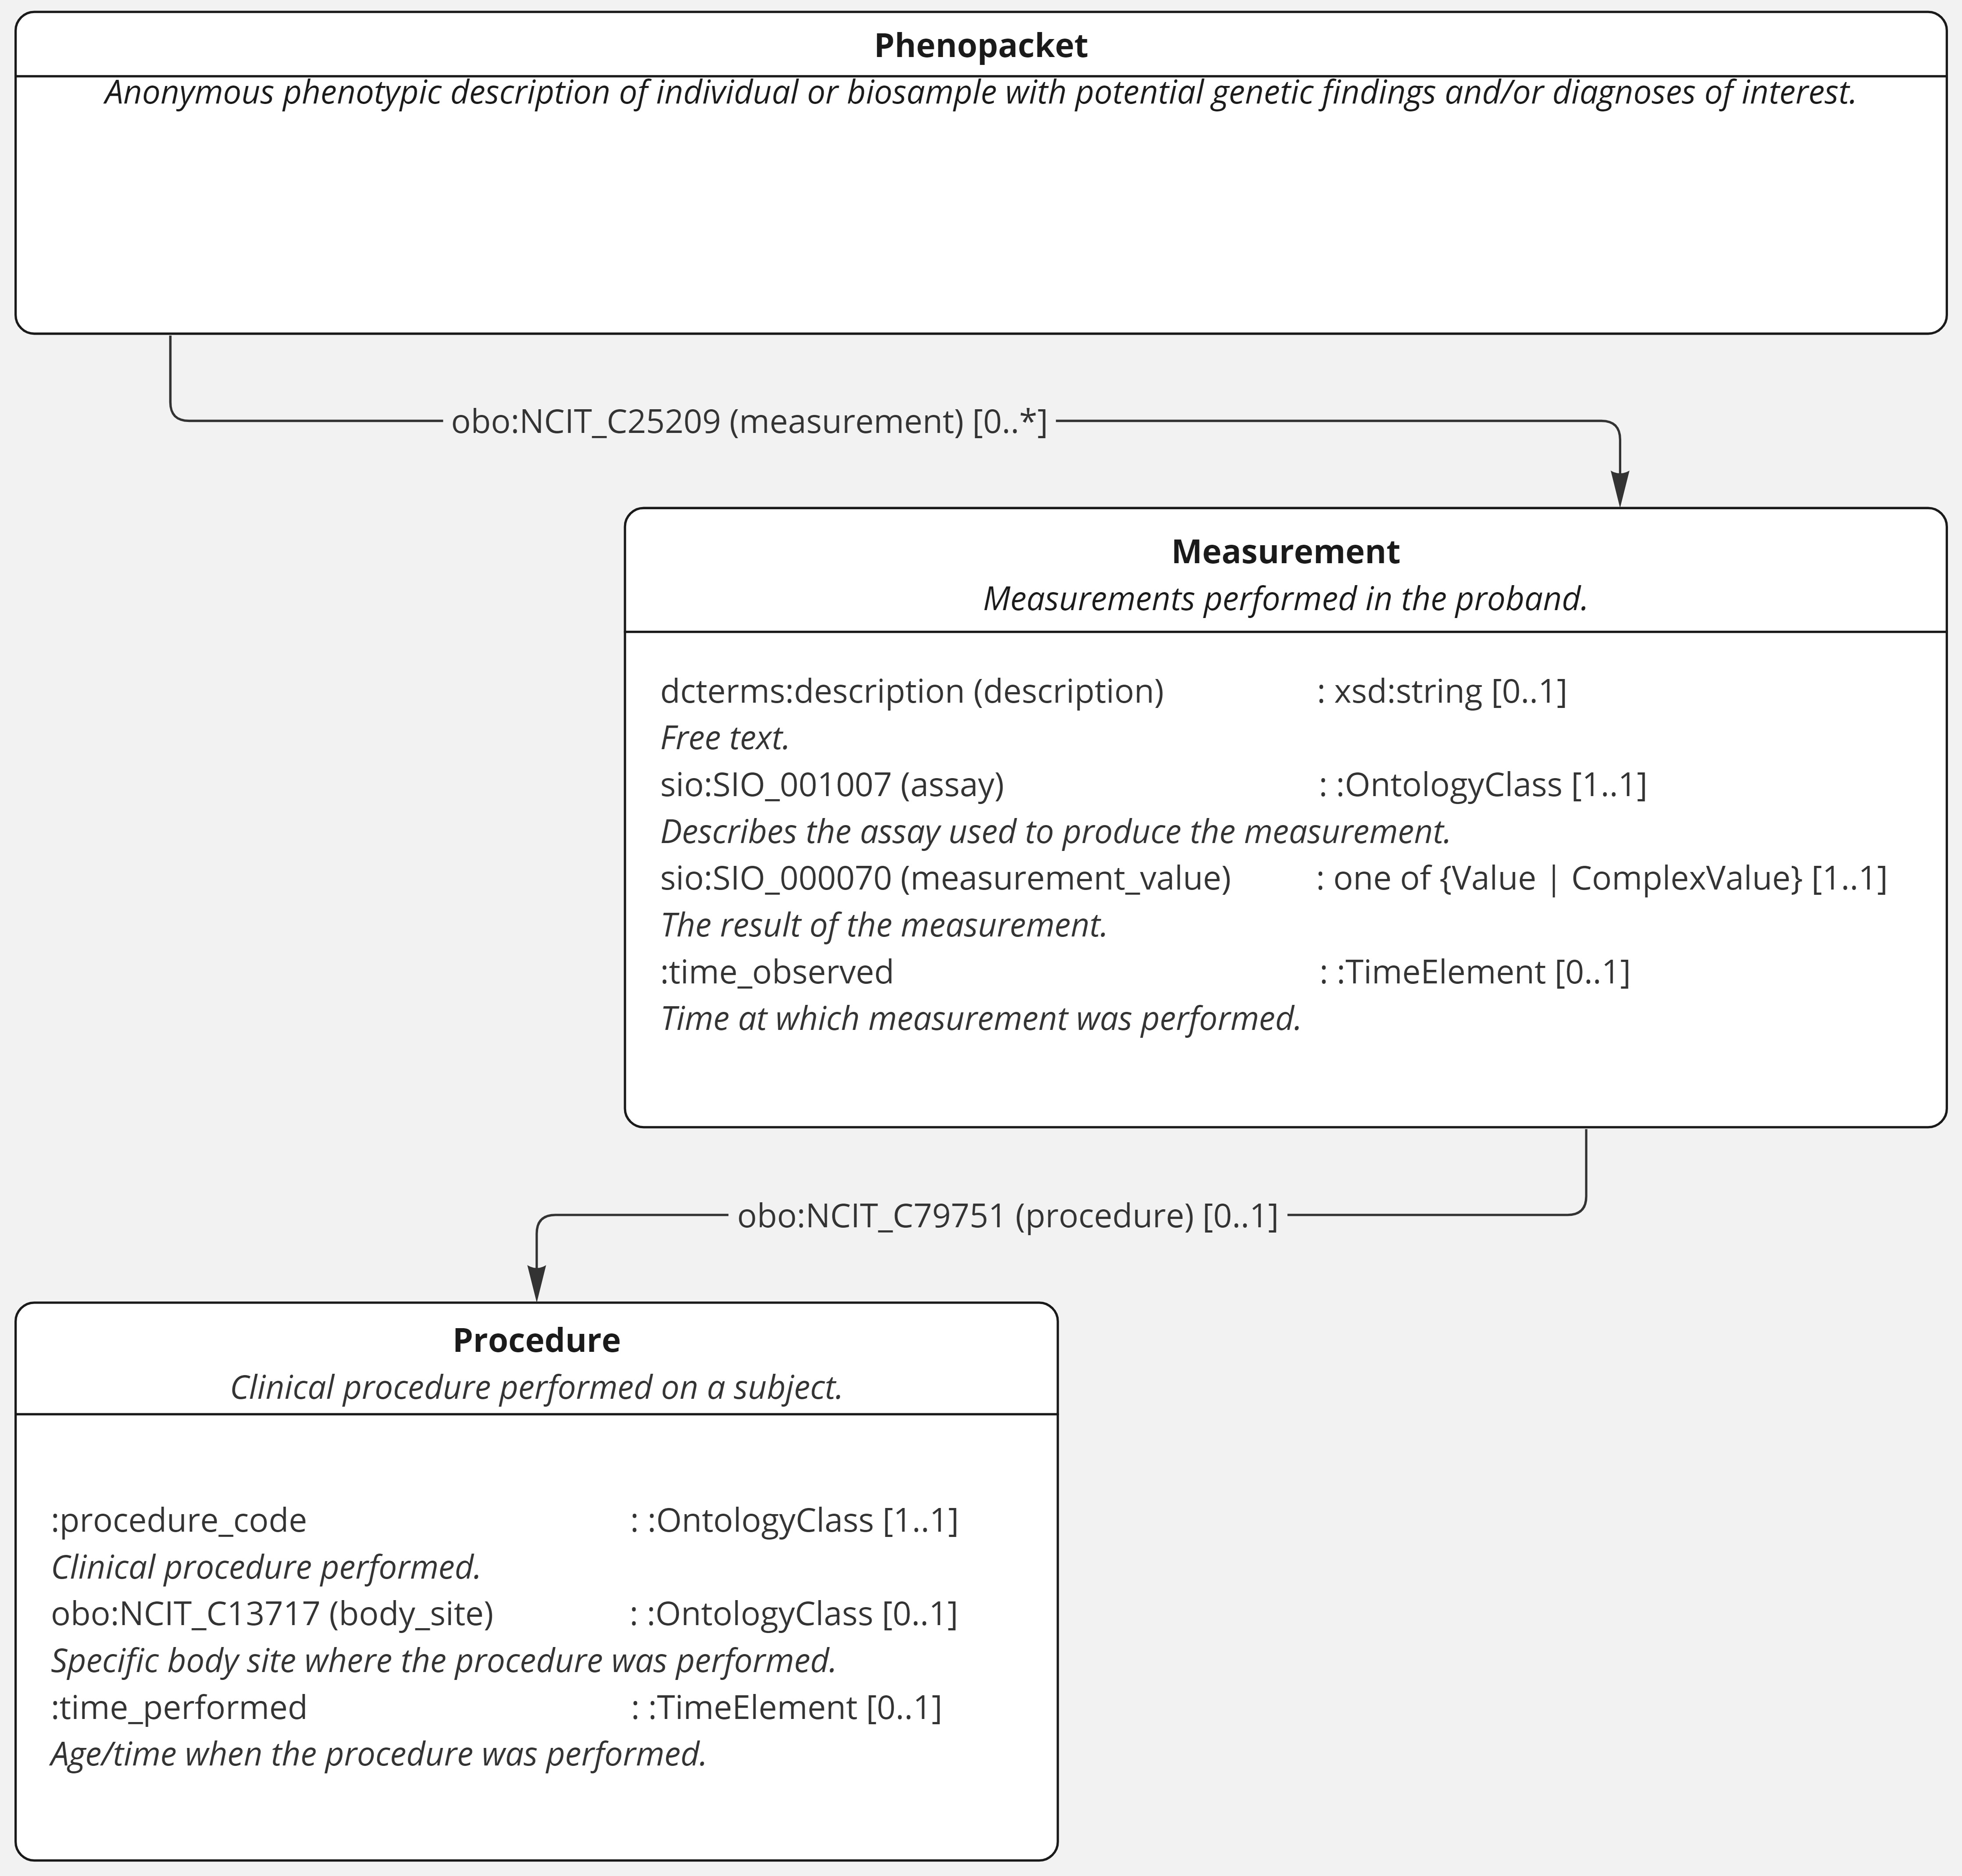 Phenopacket
Anonymous phenotypic description of individual or biosample with potential genetic findings and/or diagnoses of interest.
obo:NCIT_C25209 (measurement) [0..*]
Measurement
Measurements performed in the proband.
dcterms:description (description) : xsd:string [0..1]
Free text.
sio:SIO_001007 (assay) : :OntologyClass [1..1]
Describes the assay used to produce the measurement.
sio:SIO_000070 (measurement_value) : one of {Value | ComplexValue} [1..1]
The result of the measurement.
:time_observed : :TimeElement [0..1]
Time at which measurement was performed.
obo:NCIT_C79751 (procedure) [0..1]
Procedure
Clinical procedure performed on a subject.
:procedure_code : :OntologyClass [1..1]
Clinical procedure performed.
obo:NCIT_C13717 (body_site) : :OntologyClass [0..1]
Specific body site where the procedure was performed.
:time_performed : :TimeElement [0..1]
Age/time when the procedure was performed.